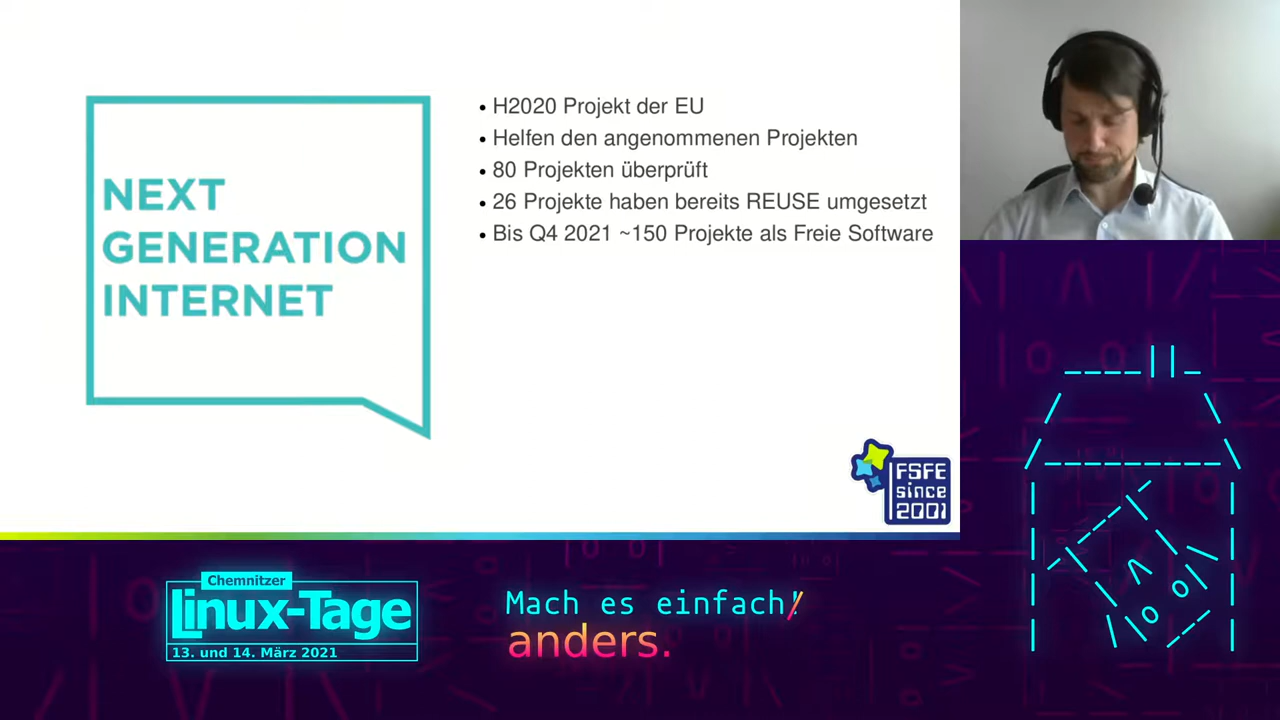 NEXT
GENERATION
INTERNET
• H2020 Projekt der EU
• Helfen den angenommenen Projekten
• 80 Projekten überprüft
• 26 Projekte haben bereits REUSE umgesetzt
• Bis Q4 2021 ~150 Projekte als Freie Software
FSFE
since
2001
Chemnitzer
Linux-Tage
13. und 14. März 2021
Mach es einfach!
anders.